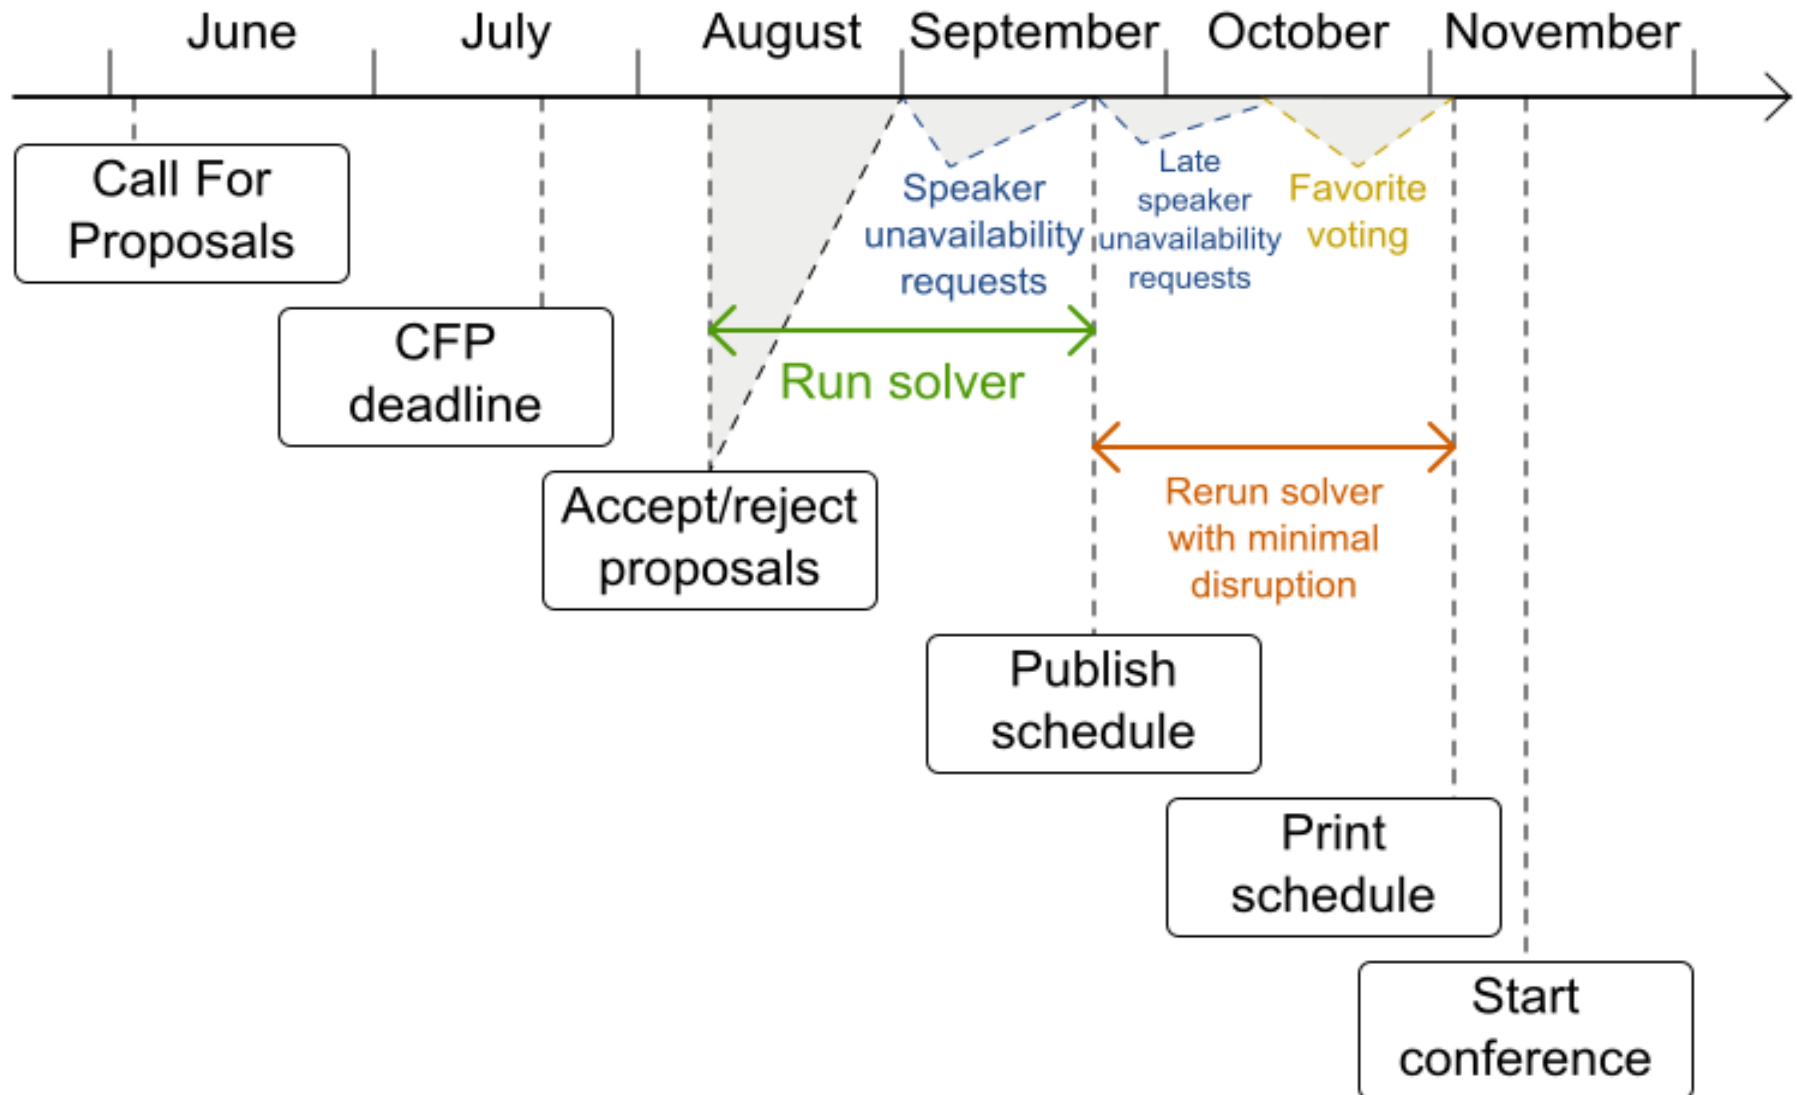 June July August September October November
Call For
Proposals
CFP
deadline
Accept/reject
proposals
Speaker
unavailability
requests
Late
speaker
unavailability
requests
Favorite
voting
Run solver
Rerun solver
with minimal
disruption
Publish
schedule
Print
schedule
Start
conference